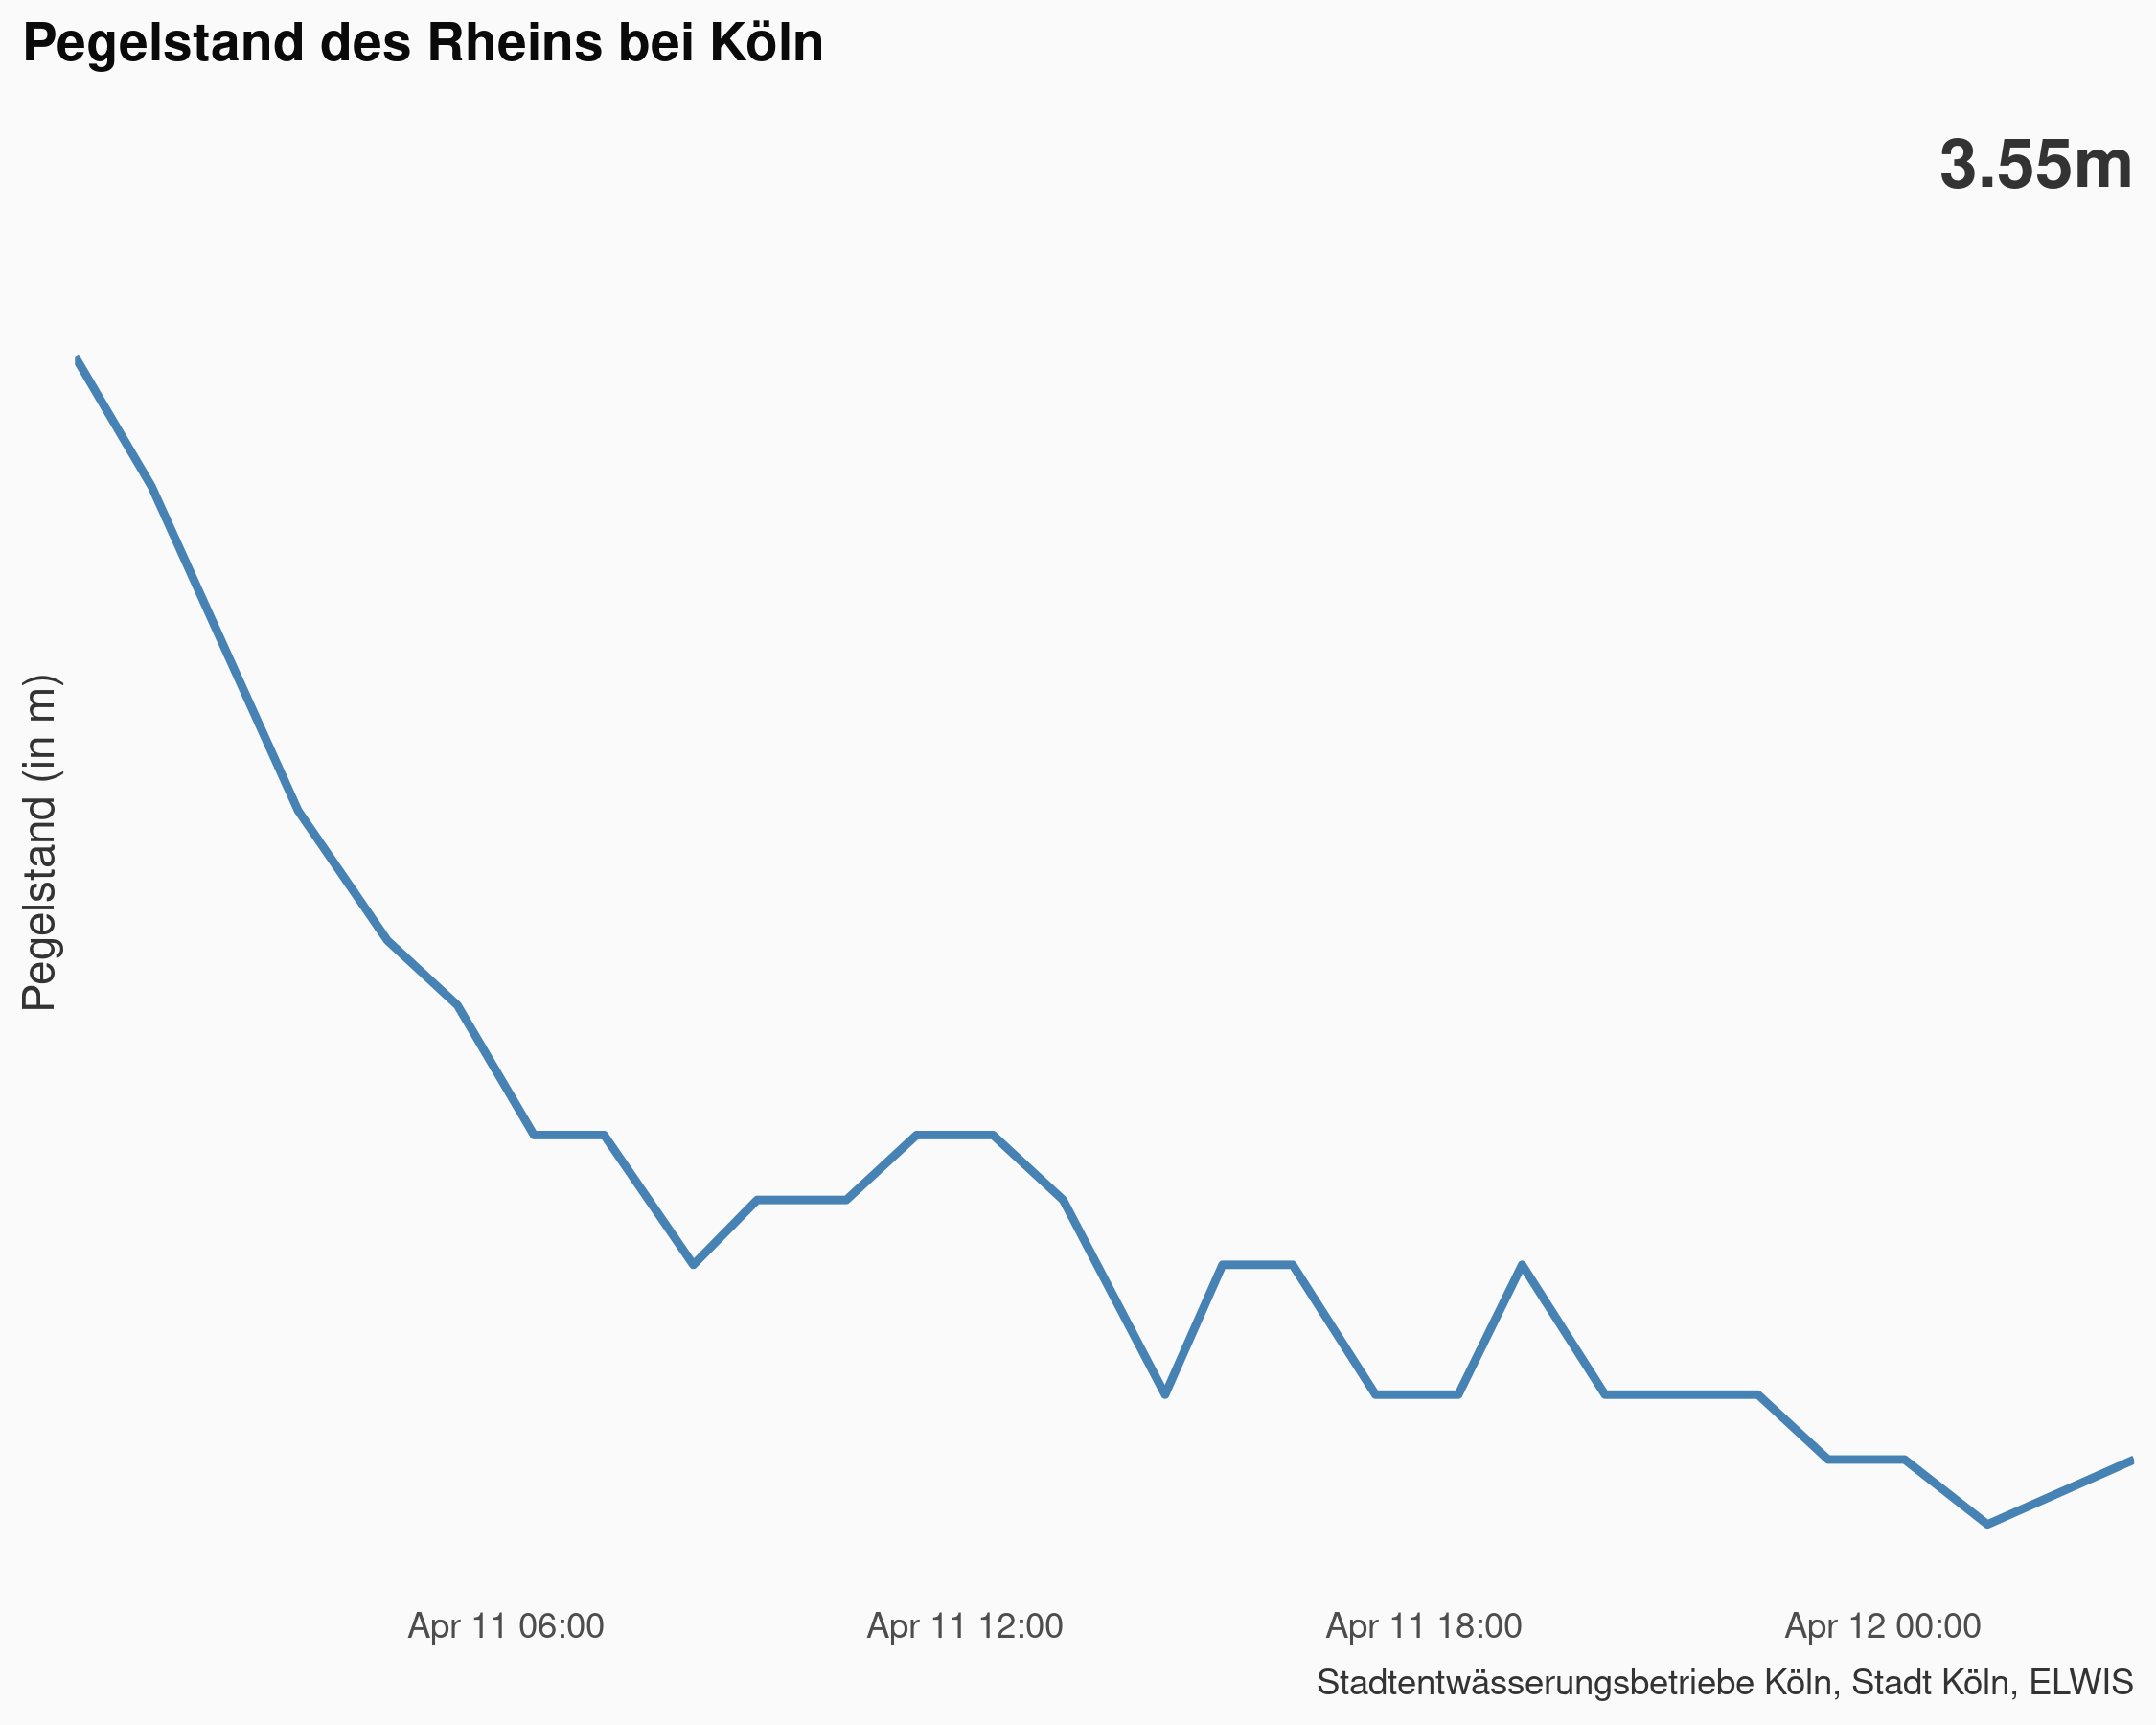 Pegelstand des Rheins bei Köln
3.55m
Pegelstand (in m)
Apr 11 06:00
Apr 11 12:00
Apr 11 18:00
Apr 12 00:00
Stadtentwässerungsbetriebe Köln, Stadt Köln, ELWIS